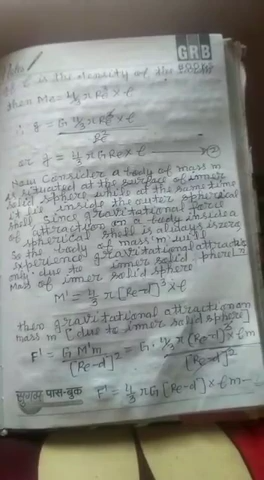 GRB
If ρ is the density of the
then Me = 4/3 π Re³ × ρ
∴ g = G 4/3 π Re³ × ρ / Re²
or g = 4/3 π G Re × ρ
Now Consider a body of mass m
is situated at the surface of inner
solid sphere while at the same time
it lie inside the outer spherical
shell since gravitational force
of attraction on a body inside a
spherical shell is always is zero
So the body of mass 'm' will
experience gravitational attraction
only due to inner solid sphere
Mass of inner solid sphere
M' = 4/3 π [Re-d]³ × ρ
then gravitational attraction on
mass m [due to inner solid sphere]
F' = G M'm / [Re-d]² = G. 4/3 π (Re-d)³ × ρm / [Re-d]²
पास-बुक F' = 4/3 π G [Re-d] × ρm